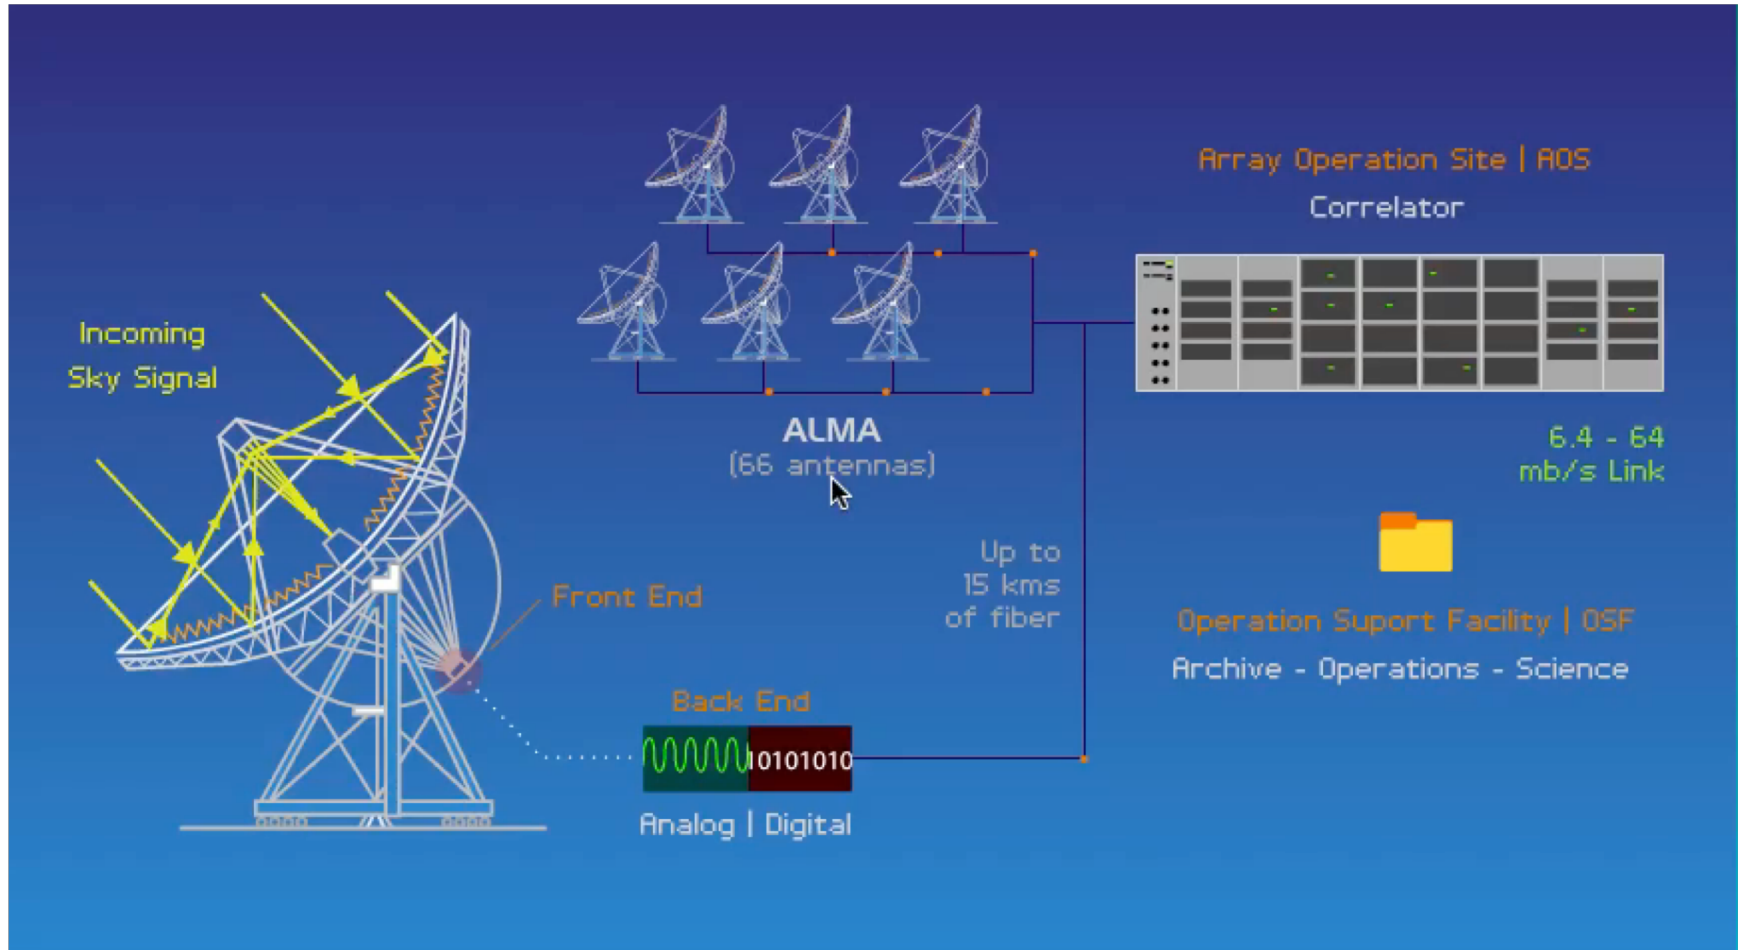 Array Operation Site | AOS
Correlator
Incoming
Sky Signal
ALMA
(66 antennas)
6.4 - 64
mb/s Link
Up to
15 kms
of fiber
Front End
Operation Suport Facility | OSF
Archive - Operations - Science
Back End
10101010
Analog | Digital